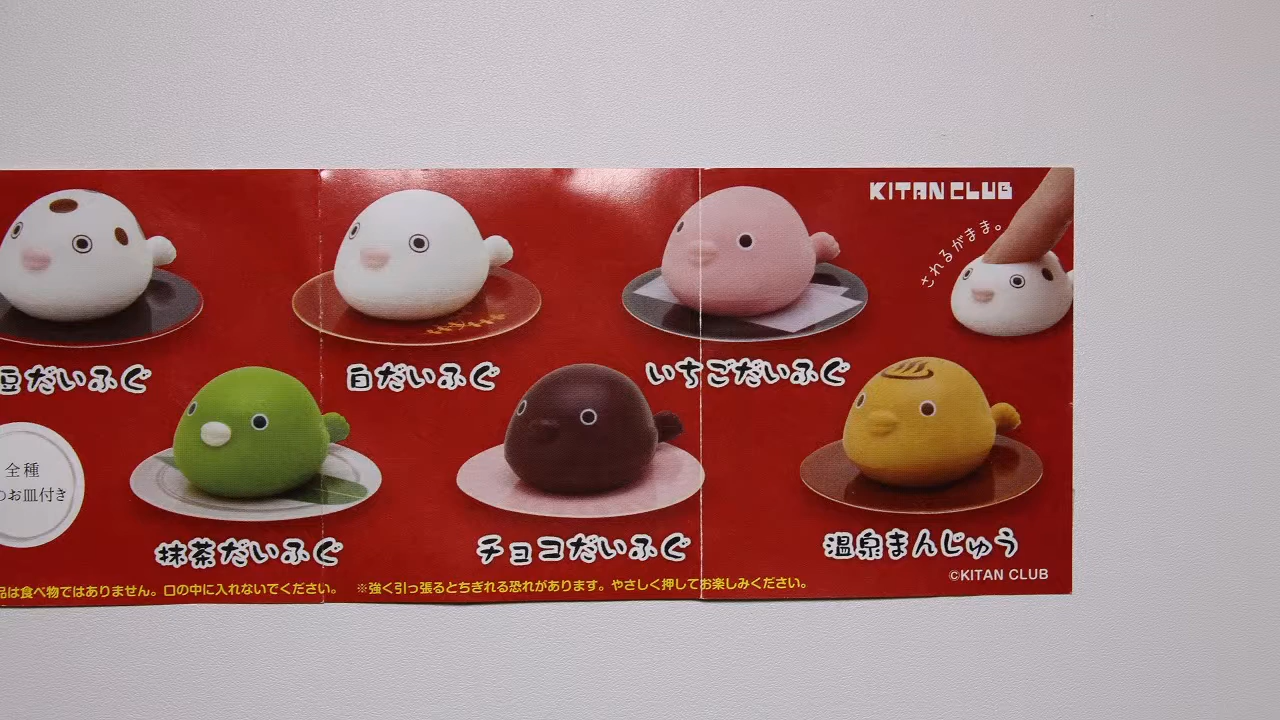 KITAN CLUB
されるがまま。
豆だいふぐ
白だいふぐ
いちごだいふぐ
全種
のお皿付き
抹茶だいふぐ
チョコだいふぐ
温泉まんじゅう
©KITAN CLUB
品は食べ物ではありません。口の中に入れないでください。 ※強く引っ張るとちぎれる恐れがあります。やさしく押してお楽しみください。